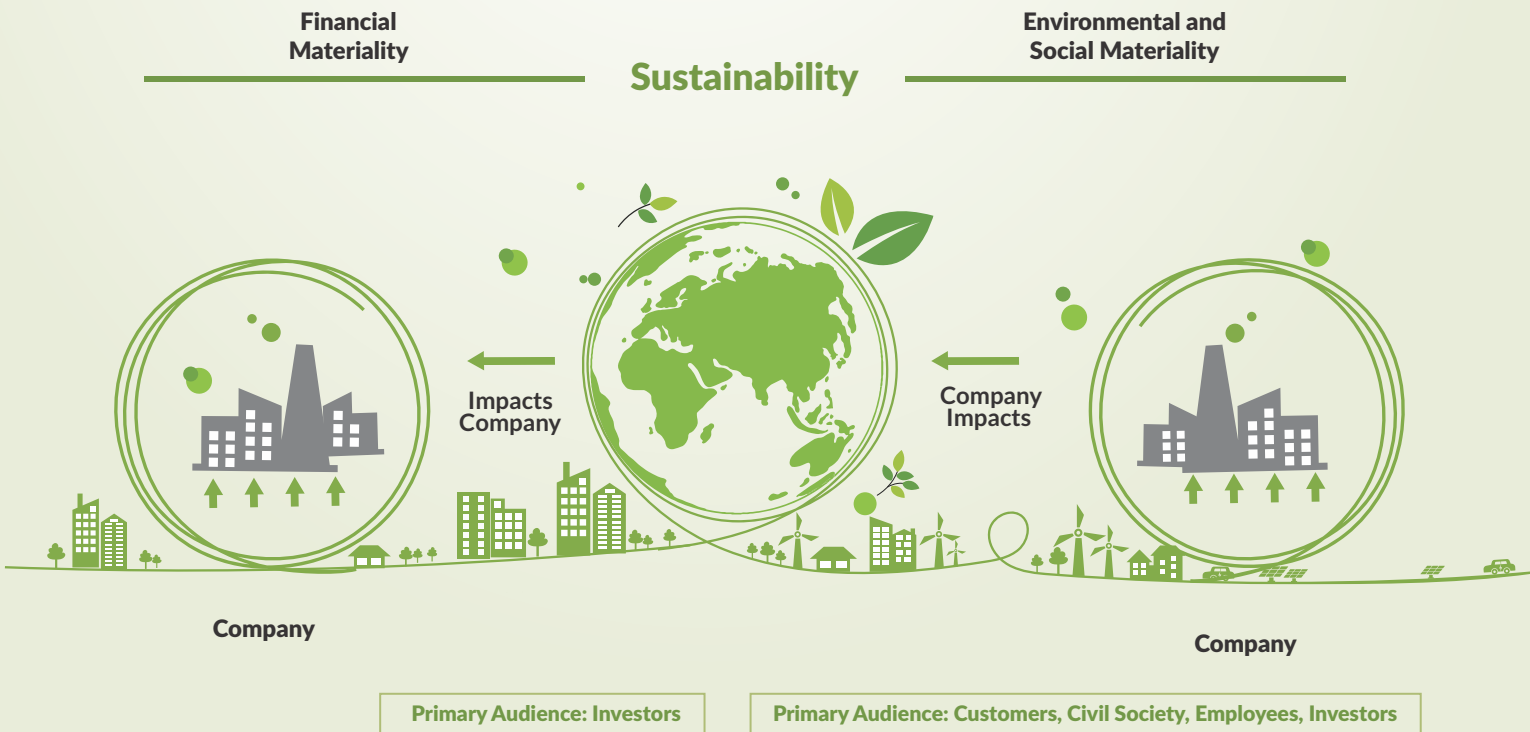 Financial
Materiality
Sustainability
Environmental and
Social Materiality
Impacts
Company
Company
Impacts
Company
Company
Primary Audience: Investors
Primary Audience: Customers, Civil Society, Employees, Investors